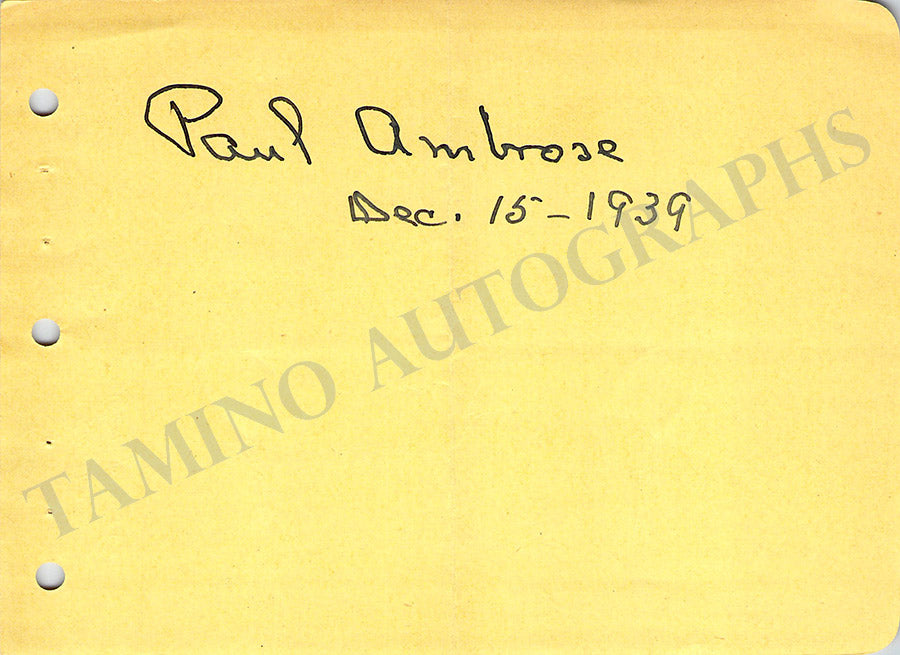 Paul Ambrose
Dec. 15 - 1939
TAMINO AUTOGRAPHS